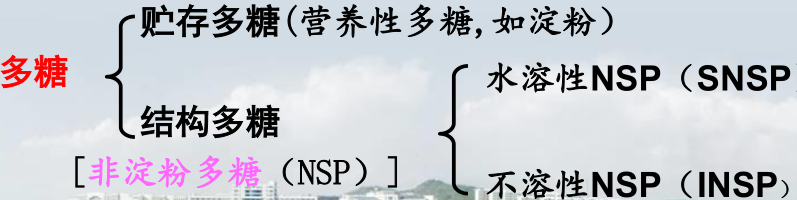 贮存多糖(营养性多糖,如淀粉)
多糖
水溶性NSP（SNSP）
结构多糖
[非淀粉多糖（NSP）]
不溶性NSP（INSP）